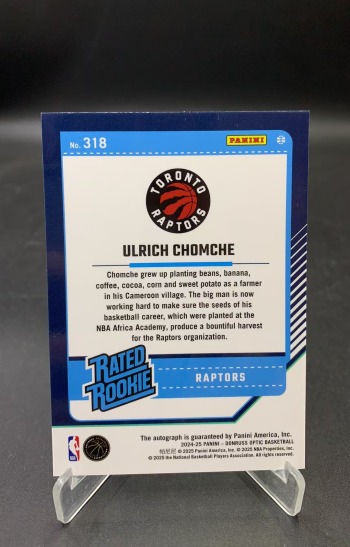 No. 318
PANINI
TORONTO
RAPTORS
ULRICH CHOMCHE
Chomche grew up planting beans, banana,
coffee, cocoa, corn and sweet potato as a farmer
in his Cameroon village. The big man is now
working hard to make sure the seeds of his
basketball career, which were planted at the
NBA Africa Academy, produce a bountiful harvest
for the Raptors organization.
RATED
ROOKIE
RAPTORS
The autograph is guaranteed by Panini America, Inc.
2024-25 PANINI – DONRUSS OPTIC BASKETBALL
帕尼尼 © 2025 Panini America, Inc. © 2025 NBA Properties, Inc.
© 2025 the National Basketball Players Association. All rights reserved.